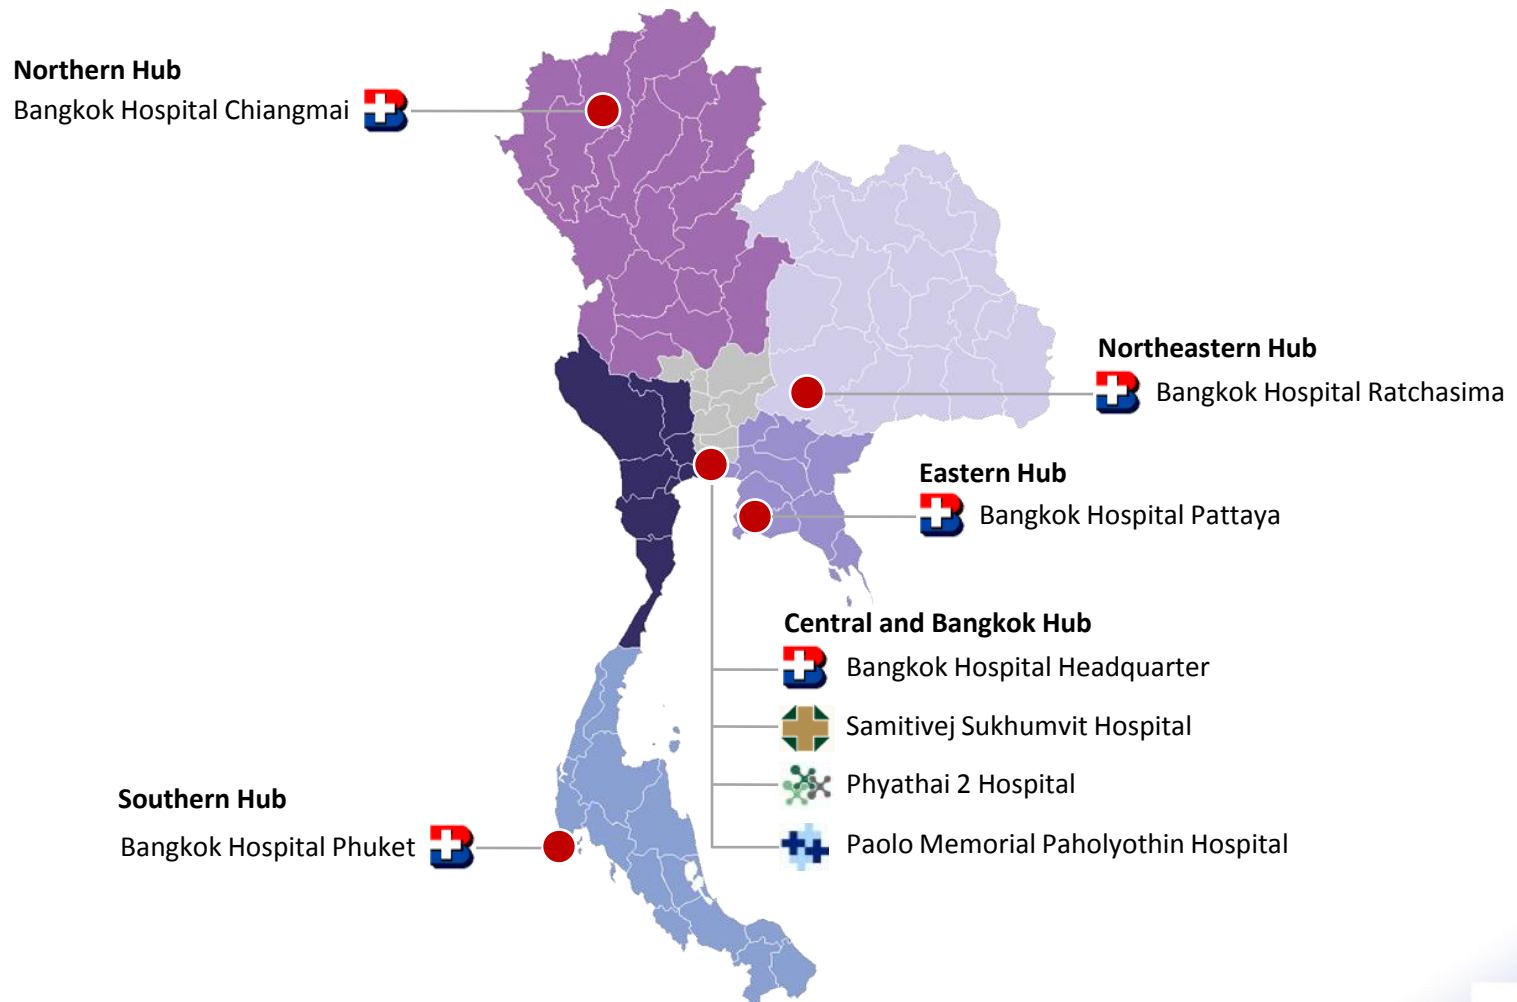 Northern Hub
Bangkok Hospital Chiangmai
Northeastern Hub
Bangkok Hospital Ratchasima
Eastern Hub
Bangkok Hospital Pattaya
Central and Bangkok Hub
Bangkok Hospital Headquarter
Samitivej Sukhumvit Hospital
Phyathai 2 Hospital
Paolo Memorial Paholyothin Hospital
Southern Hub
Bangkok Hospital Phuket